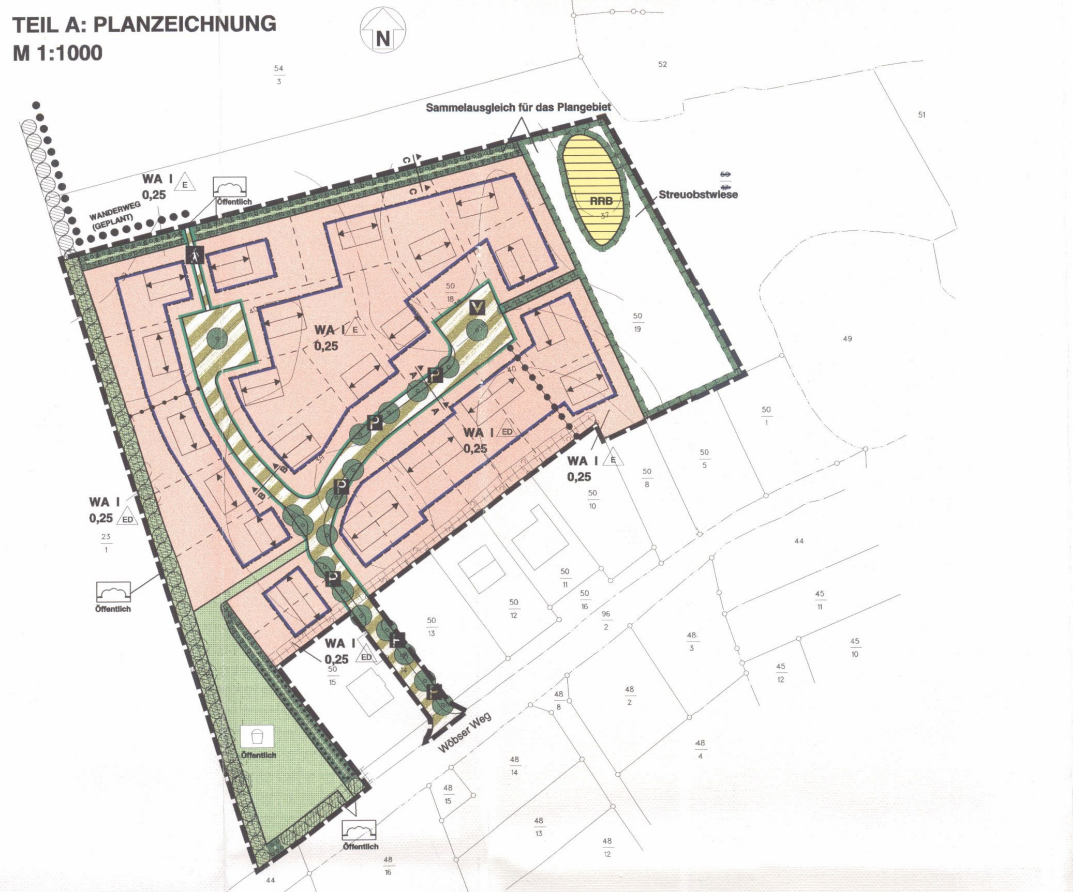 TEIL A: PLANZEICHNUNG
M 1:1000
N
54
3
52
51
Sammelausgleich für das Plangebiet
WA I E
0,25
Öffentlich
WANDERWEG
(GEPLANT)
C
C
RRB
37
Streuobstwiese
50
18
V
50
19
49
WA I E
0,25
P
A
A
40
P
WA I ED
0,25
50
1
50
5
WA I E
0,25
50
8
50
10
B
B
P
WA I
0,25 ED
23
1
44
Öffentlich
P
50
11
50
16
50
12
96
2
45
11
50
13
48
3
45
10
45
12
WA I
0,25 ED
50
15
P
48
8
48
2
P
Wöbser Weg
Öffentlich
48
4
48
14
48
15
48
13
Öffentlich
48
12
48
16
44